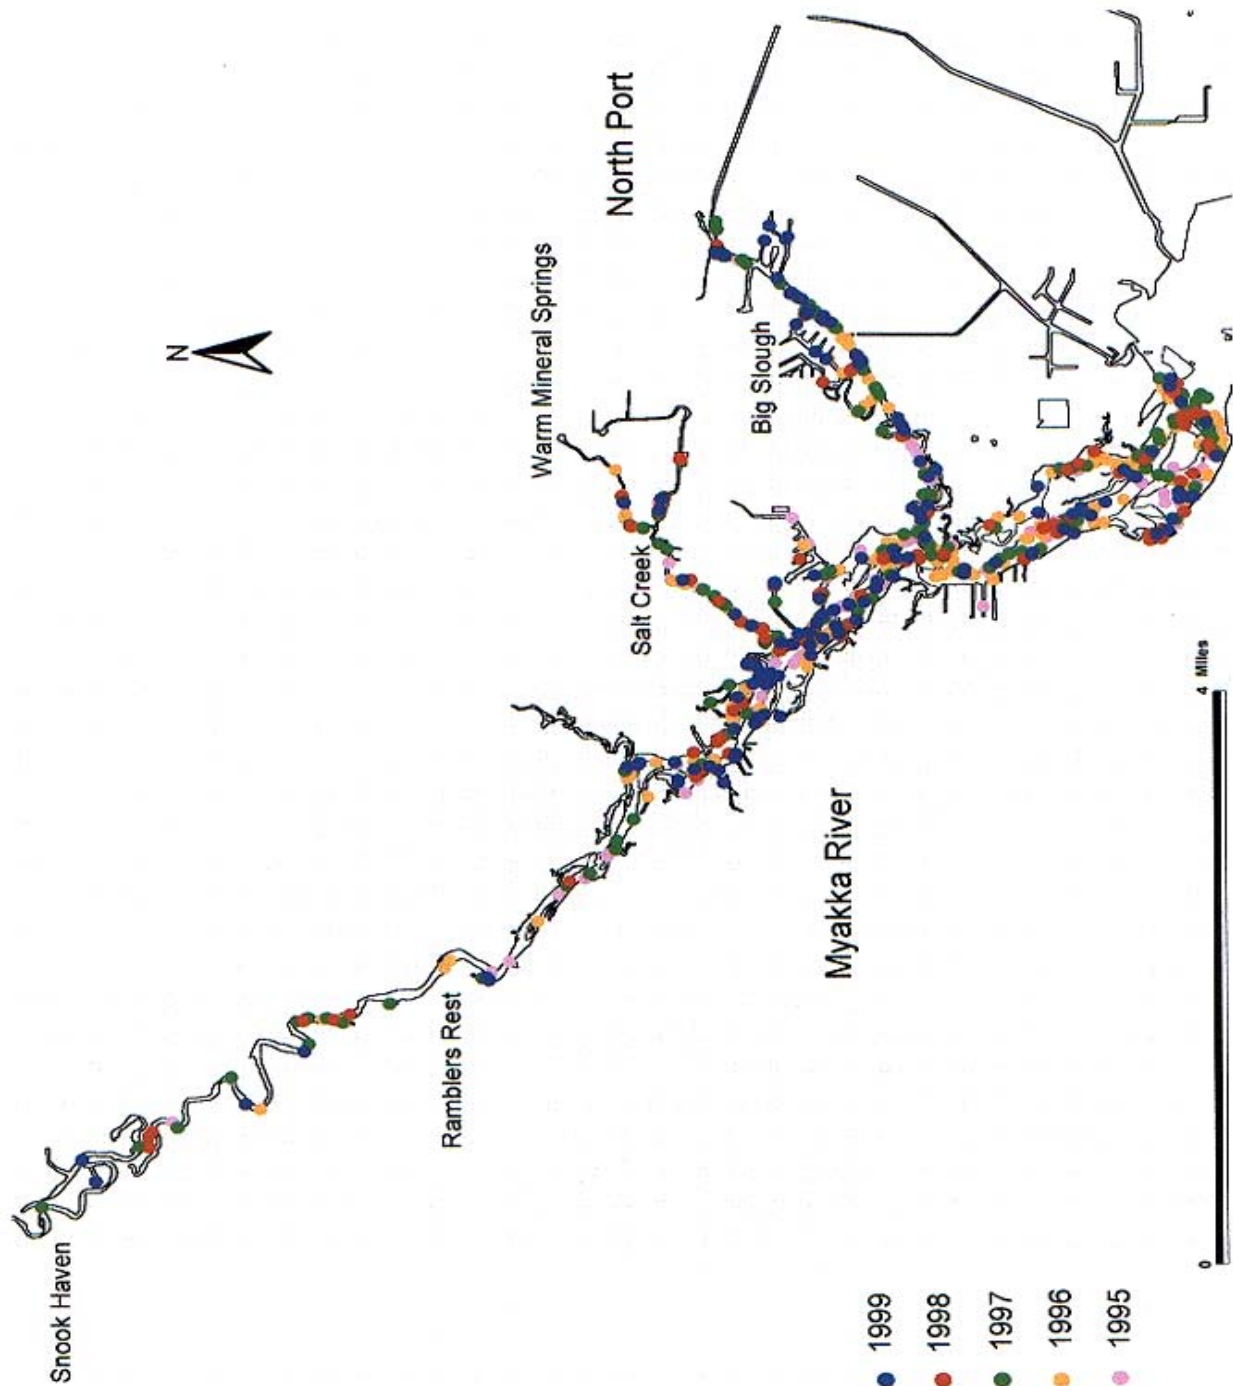 N
North Port
Warm Mineral Springs
Big Slough
Salt Creek
Ramblers Rest
Myakka River
Snook Haven
0
4 Miles
1999
1998
1997
1996
1995